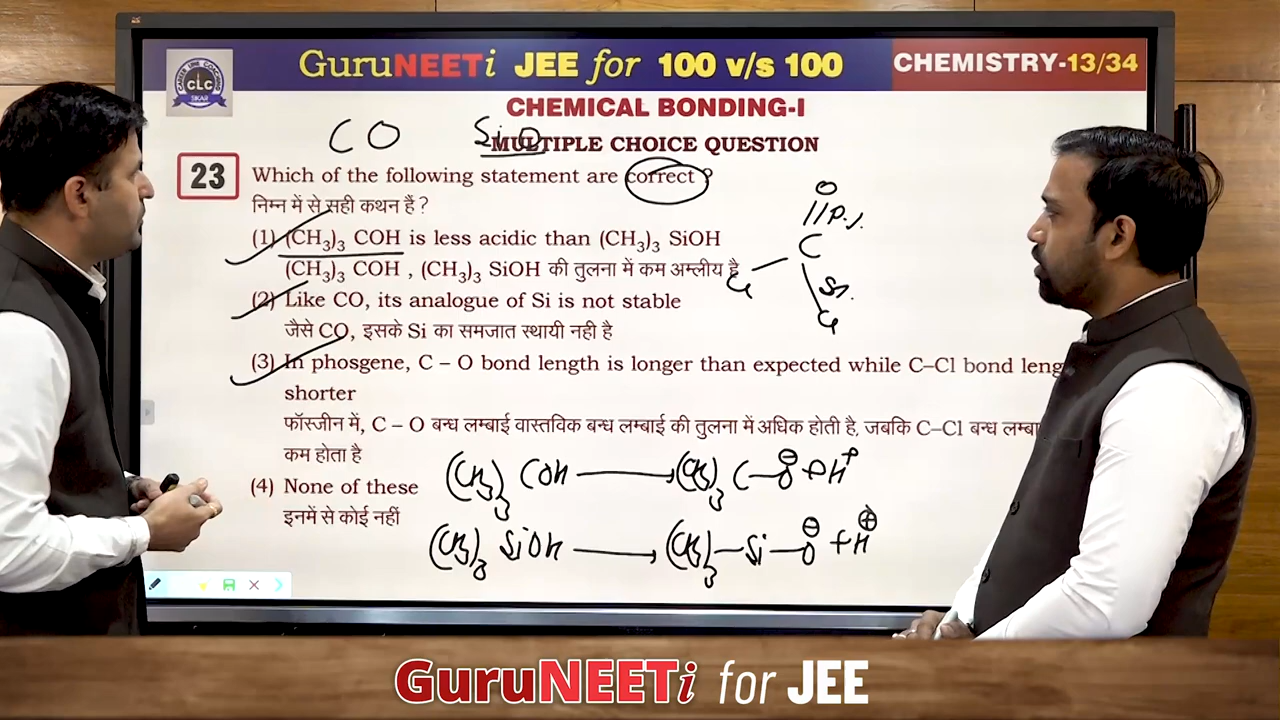 GuruNEETi JEE for 100 v/s 100
CHEMISTRY-13/34
CLC
SIKAR
CHEMICAL BONDING-I
CO SiO
MULTIPLE CHOICE QUESTION
23 Which of the following statement are correct ?
निम्न में से सही कथन हैं ?
(1) (CH3)3 COH is less acidic than (CH3)3 SiOH
(CH3)3 COH , (CH3)3 SiOH की तुलना में कम अम्लीय है
(2) Like CO, its analogue of Si is not stable
जैसे CO, इसके Si का समजात स्थायी नही है
(3) In phosgene, C – O bond length is longer than expected while C–Cl bond leng
shorter
फॉस्जीन में, C – O बन्ध लम्बाई वास्तविक बन्ध लम्बाई की तुलना में अधिक होती है, जबकि C–Cl बन्ध लम्बा
कम होता है
(4) None of these
इनमें से कोई नहीं
O
C
(CH3)3 COH → (CH3)3 C–O⊖ + H+
(CH3)3 SiOH → (CH3)3–Si–O⊖ + H⊕
GuruNEETi for JEE